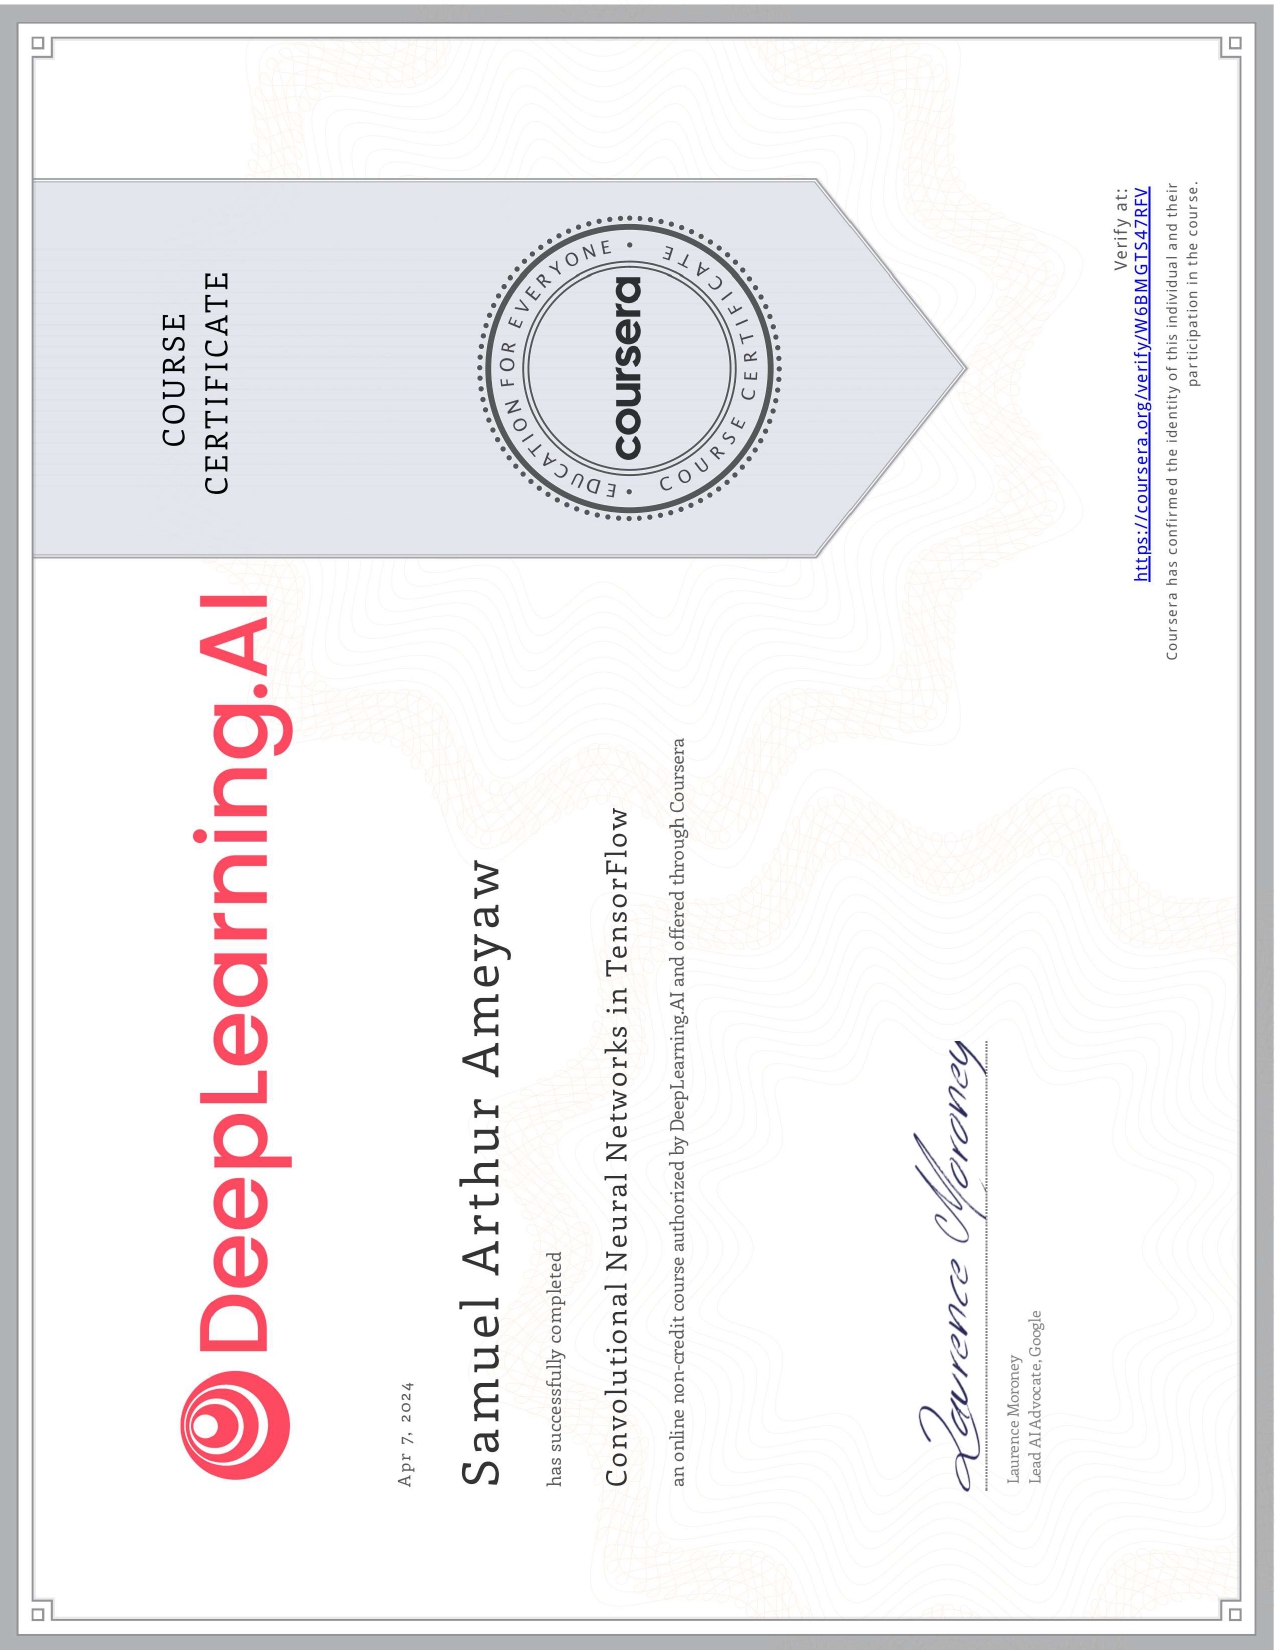 DeepLearning.AI
COURSE
CERTIFICATE
Apr 7, 2024
Samuel Arthur Ameyaw
has successfully completed
Convolutional Neural Networks in TensorFlow
an online non-credit course authorized by DeepLearning.AI and offered through Coursera
EDUCATION FOR EVERYONE
coursera
COURSE CERTIFICATE
Laurence Moroney
Laurence Moroney
Lead AI Advocate, Google
Verify at:
https://coursera.org/verify/W6BMGTS47RFV
Coursera has confirmed the identity of this individual and their
participation in the course.